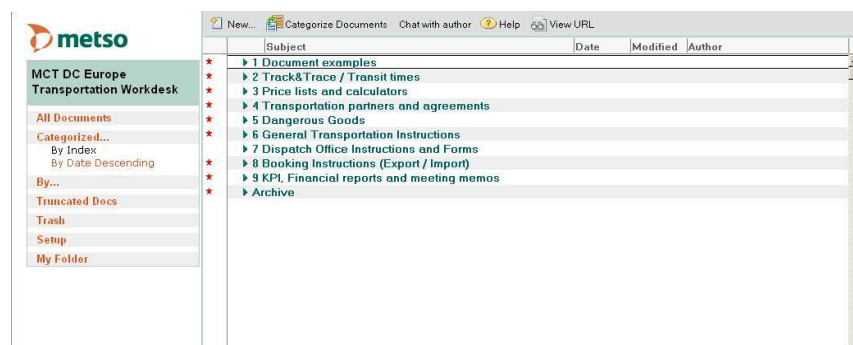 New... Categorize Documents Chat with author Help View URL
metso
MCT DC Europe
Transportation Workdesk
All Documents
Categorized...
By Index
By Date Descending
By...
Truncated Docs
Trash
Setup
My Folder
Subject Date Modified Author
1 Document examples
2 Track&Trace / Transit times
3 Price lists and calculators
4 Transportation partners and agreements
5 Dangerous Goods
6 General Transportation Instructions
7 Dispatch Office Instructions and Forms
8 Booking Instructions (Export / Import)
9 KPI, Financial reports and meeting memos
Archive